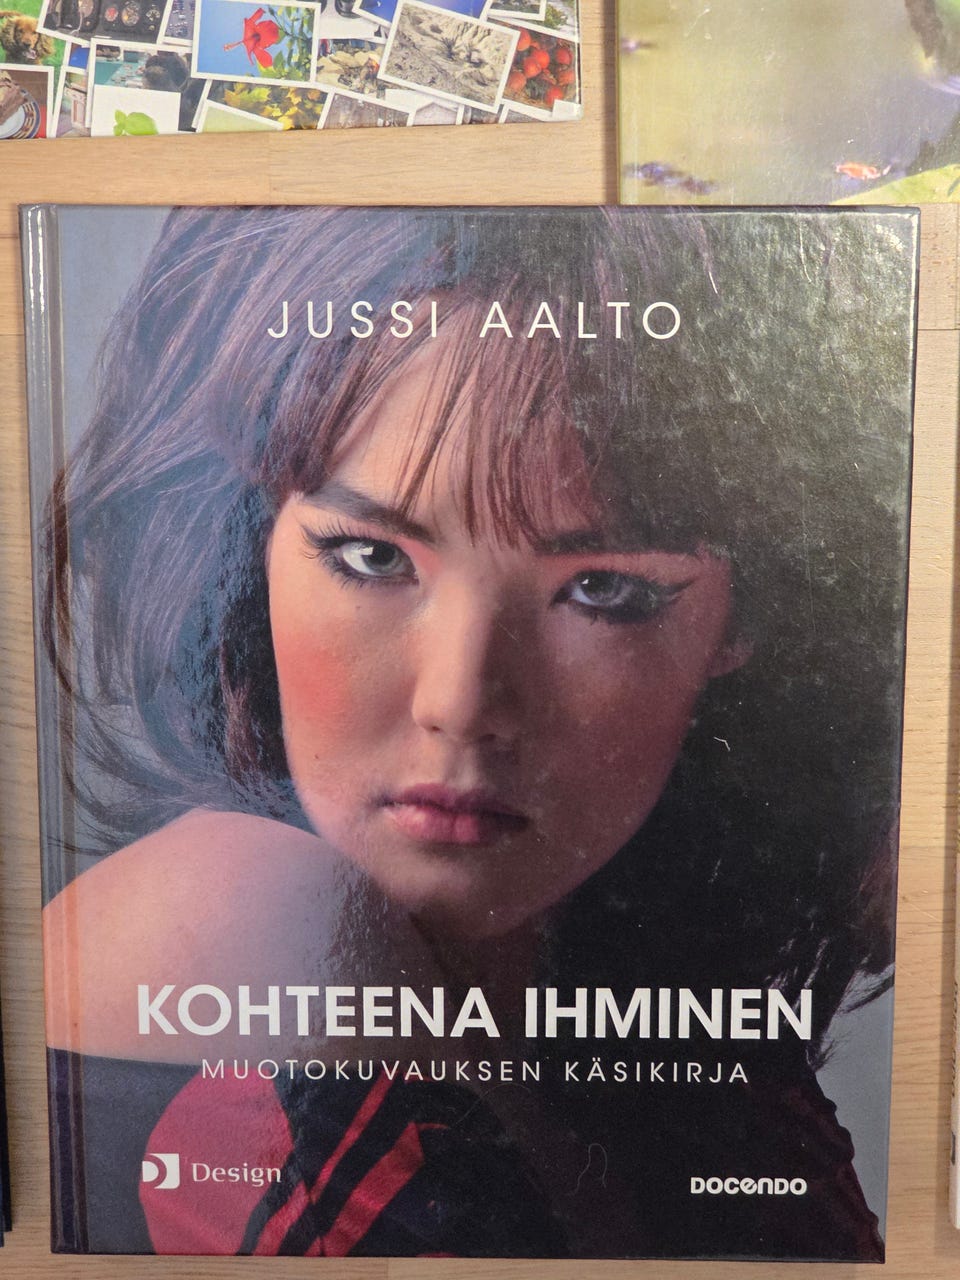 JUSSI AALTO
KOHTEENA IHMINEN
MUOTOKUVAUKSEN KÄSIKIRJA
Design
DOCENDO